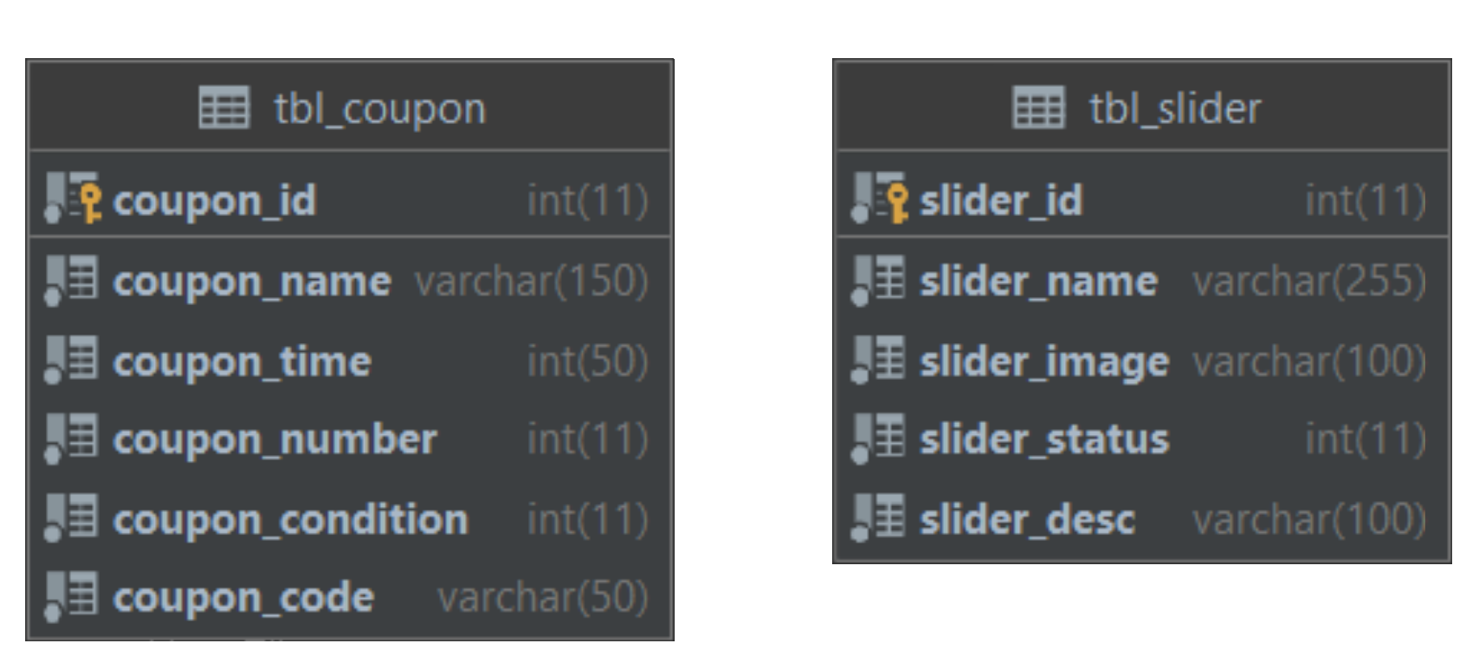 tbl_coupon
coupon_id int(11)
coupon_name varchar(150)
coupon_time int(50)
coupon_number int(11)
coupon_condition int(11)
coupon_code varchar(50)
tbl_slider
slider_id int(11)
slider_name varchar(255)
slider_image varchar(100)
slider_status int(11)
slider_desc varchar(100)